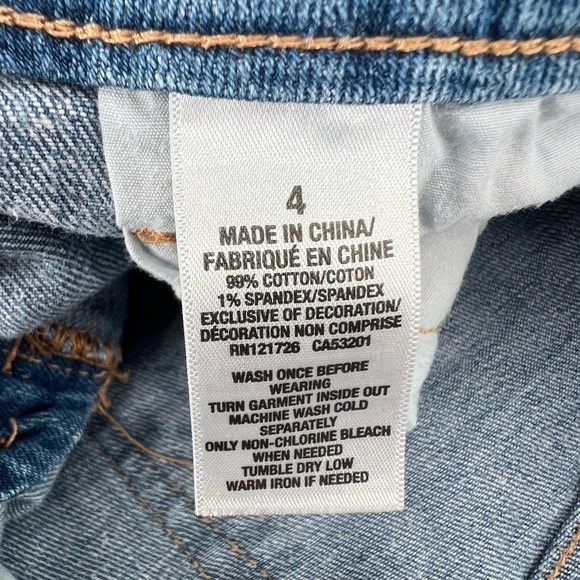 4
MADE IN CHINA/
FABRIQUÉ EN CHINE
99% COTTON/COTON
1% SPANDEX/SPANDEX
EXCLUSIVE OF DECORATION/
DÉCORATION NON COMPRISE
RN121726 CA53201
WASH ONCE BEFORE
WEARING
TURN GARMENT INSIDE OUT
MACHINE WASH COLD
SEPARATELY
ONLY NON-CHLORINE BLEACH
WHEN NEEDED
TUMBLE DRY LOW
WARM IRON IF NEEDED